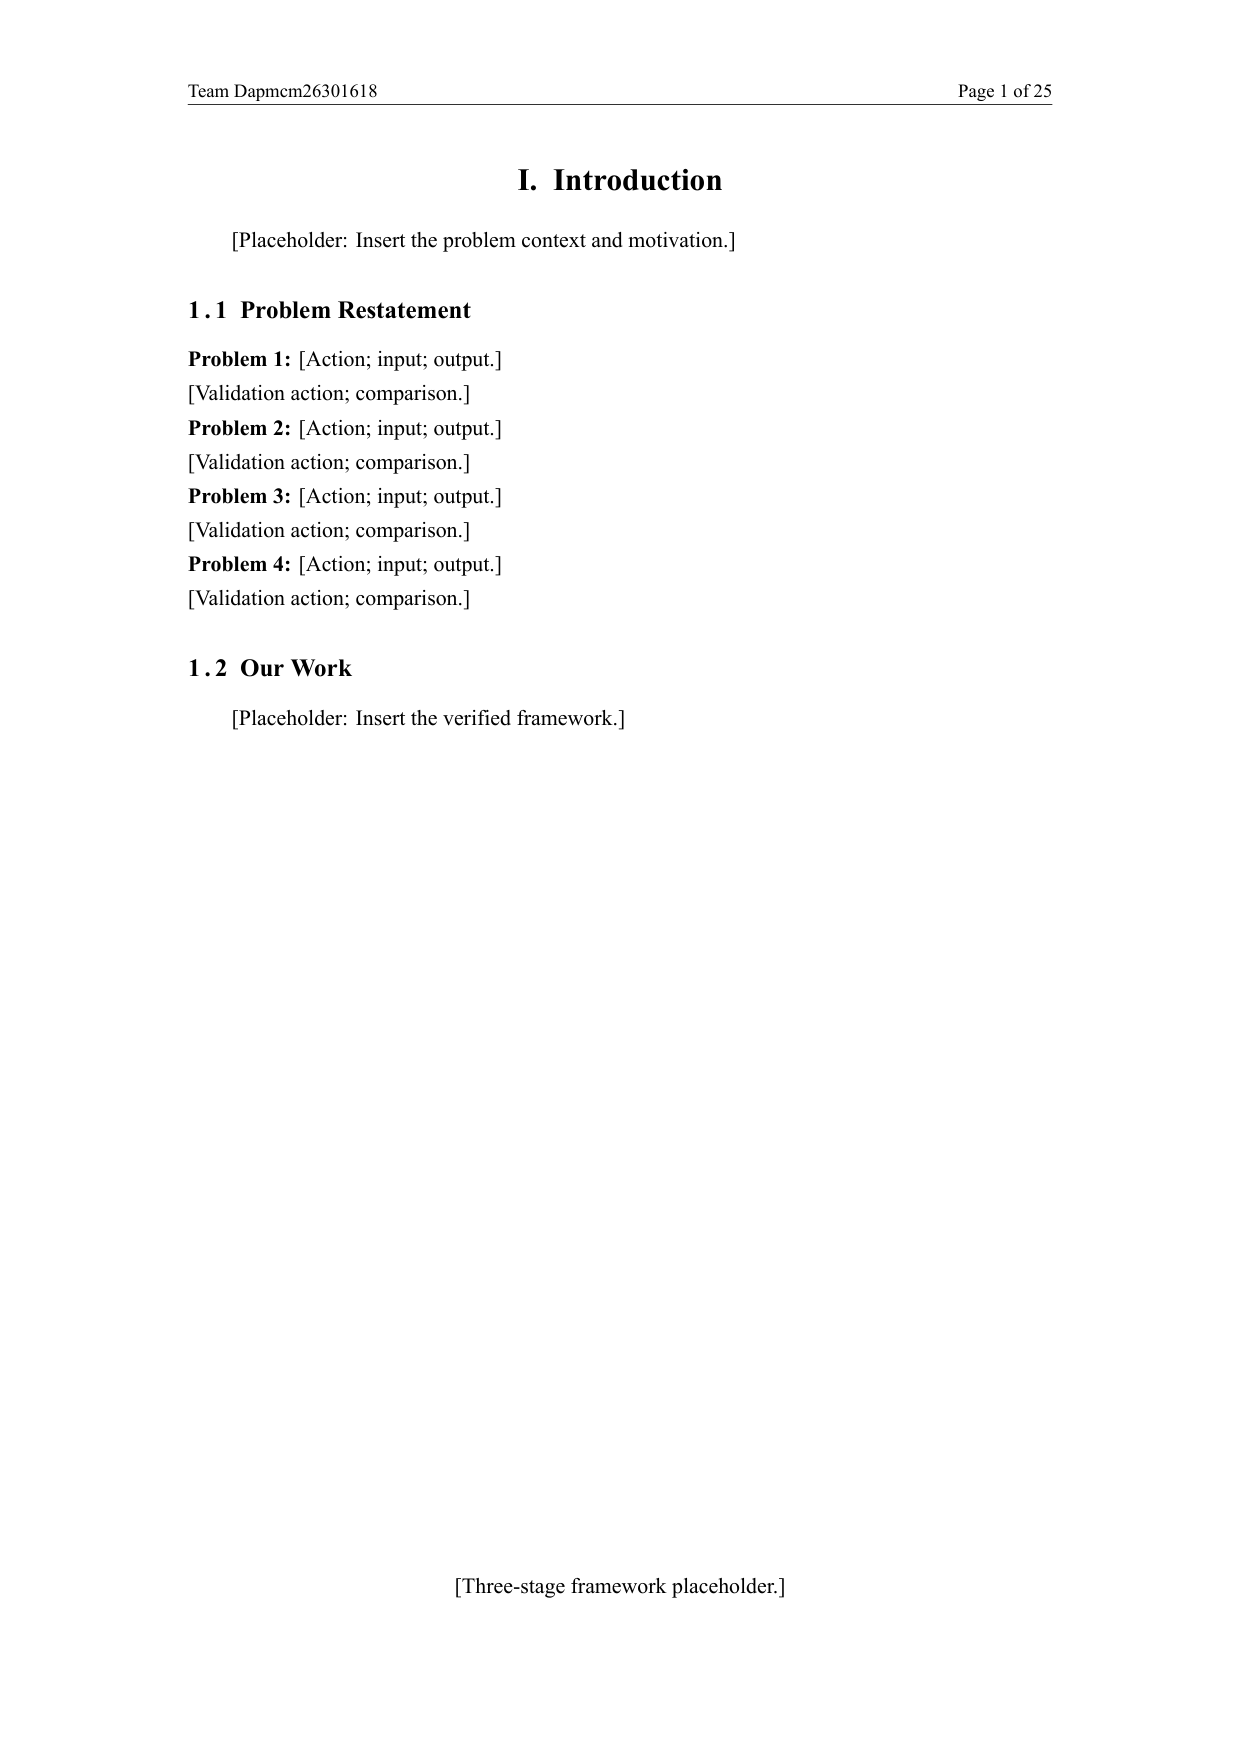 Team Dapmcm26301618 Page 1 of 25
I. Introduction
[Placeholder: Insert the problem context and motivation.]
1.1 Problem Restatement
Problem 1: [Action; input; output.]
[Validation action; comparison.]
Problem 2: [Action; input; output.]
[Validation action; comparison.]
Problem 3: [Action; input; output.]
[Validation action; comparison.]
Problem 4: [Action; input; output.]
[Validation action; comparison.]
1.2 Our Work
[Placeholder: Insert the verified framework.]
[Three-stage framework placeholder.]